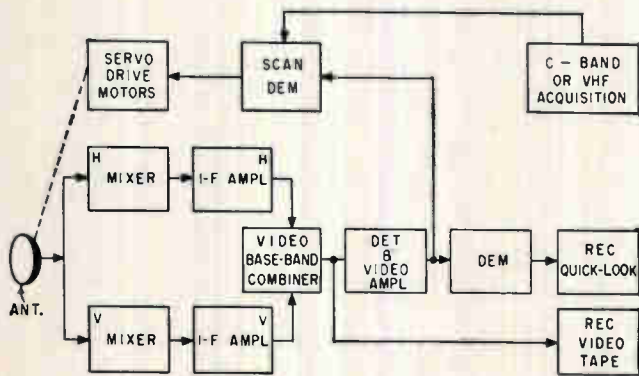 SERVO
DRIVE
MOTORS
SCAN
DEM
C - BAND
OR VHF
ACQUISITION
H
MIXER
H
I-F AMPL
VIDEO
BASE-BAND
COMBINER
DET
&
VIDEO
AMPL
DEM
REC
QUICK-LOOK
ANT.
V
MIXER
V
I-F AMPL
REC
VIDEO
TAPE